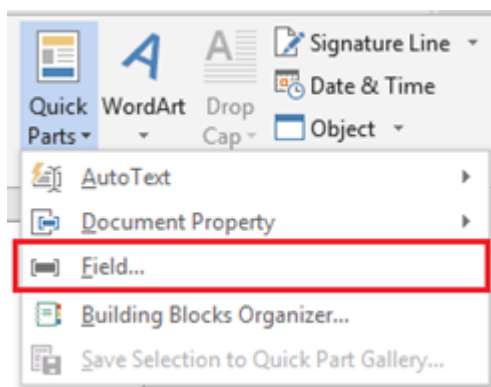 Signature Line
Date & Time
Object
Quick Parts
WordArt
Drop Cap
AutoText
Document Property
Field...
Building Blocks Organizer...
Save Selection to Quick Part Gallery...